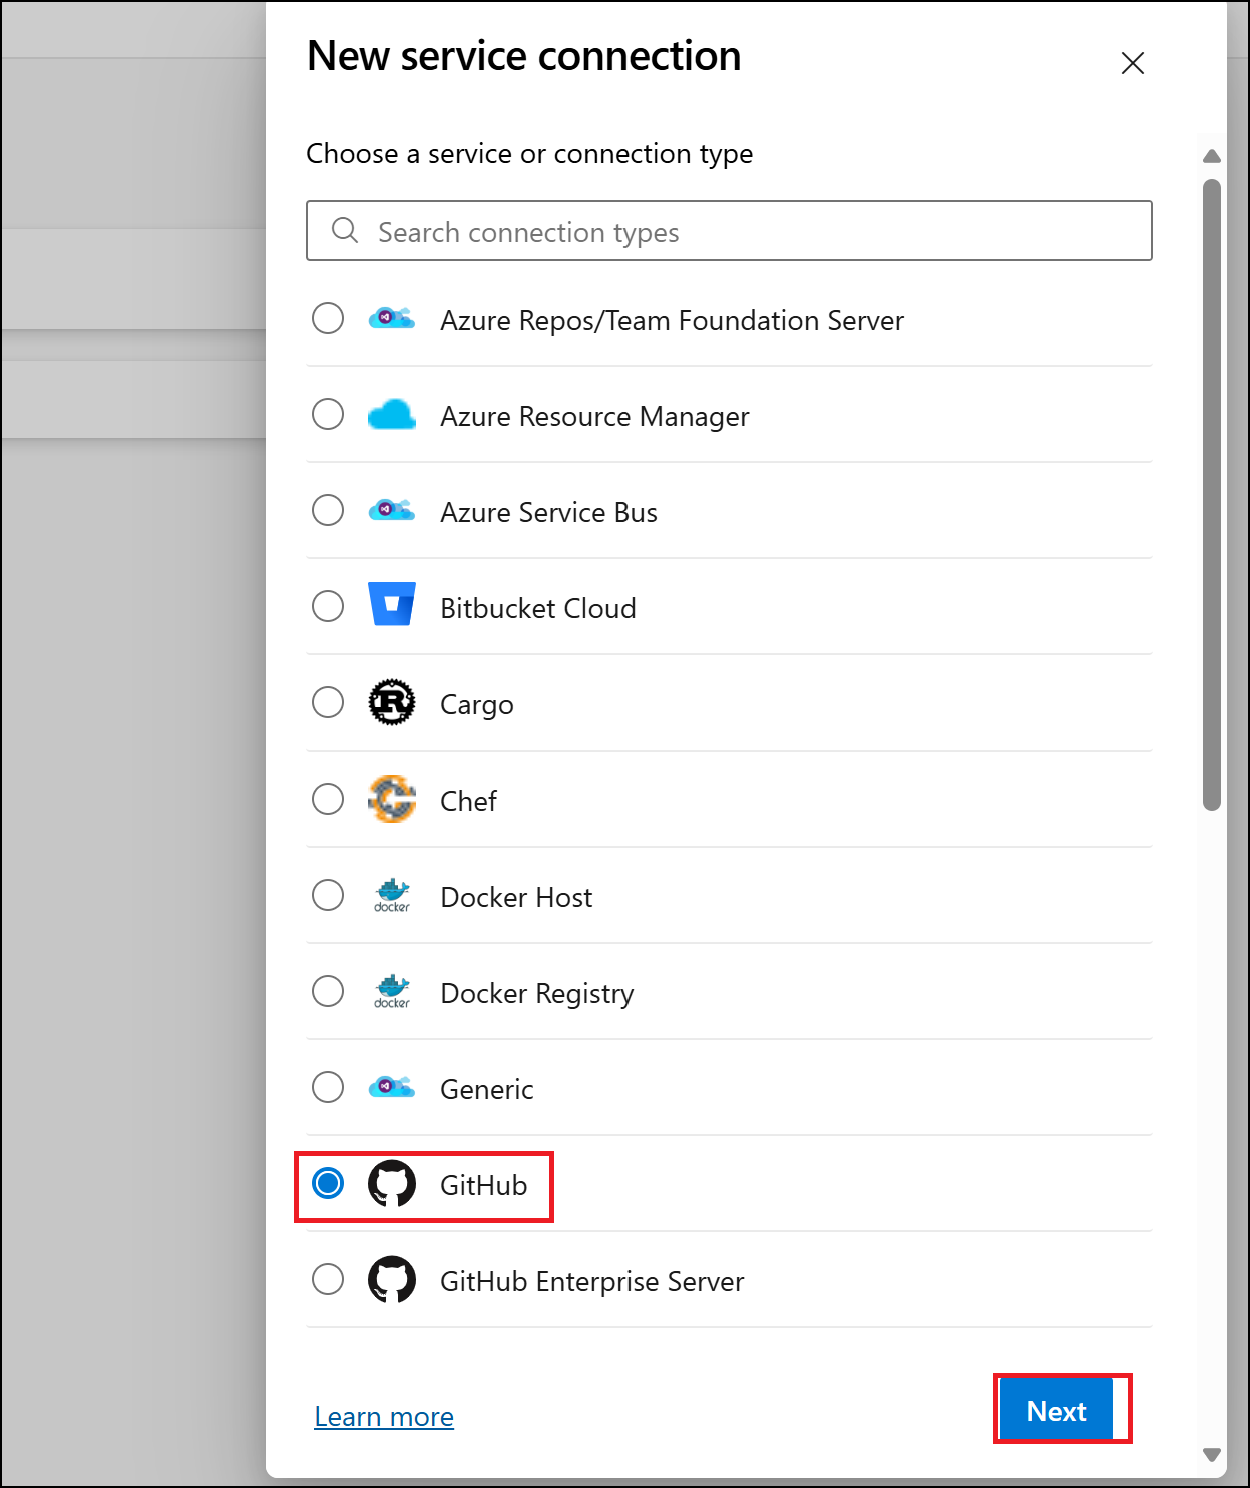 New service connection
Choose a service or connection type
Search connection types
Azure Repos/Team Foundation Server
Azure Resource Manager
Azure Service Bus
Bitbucket Cloud
Cargo
Chef
docker
Docker Host
docker
Docker Registry
Generic
GitHub
GitHub Enterprise Server
Learn more
Next